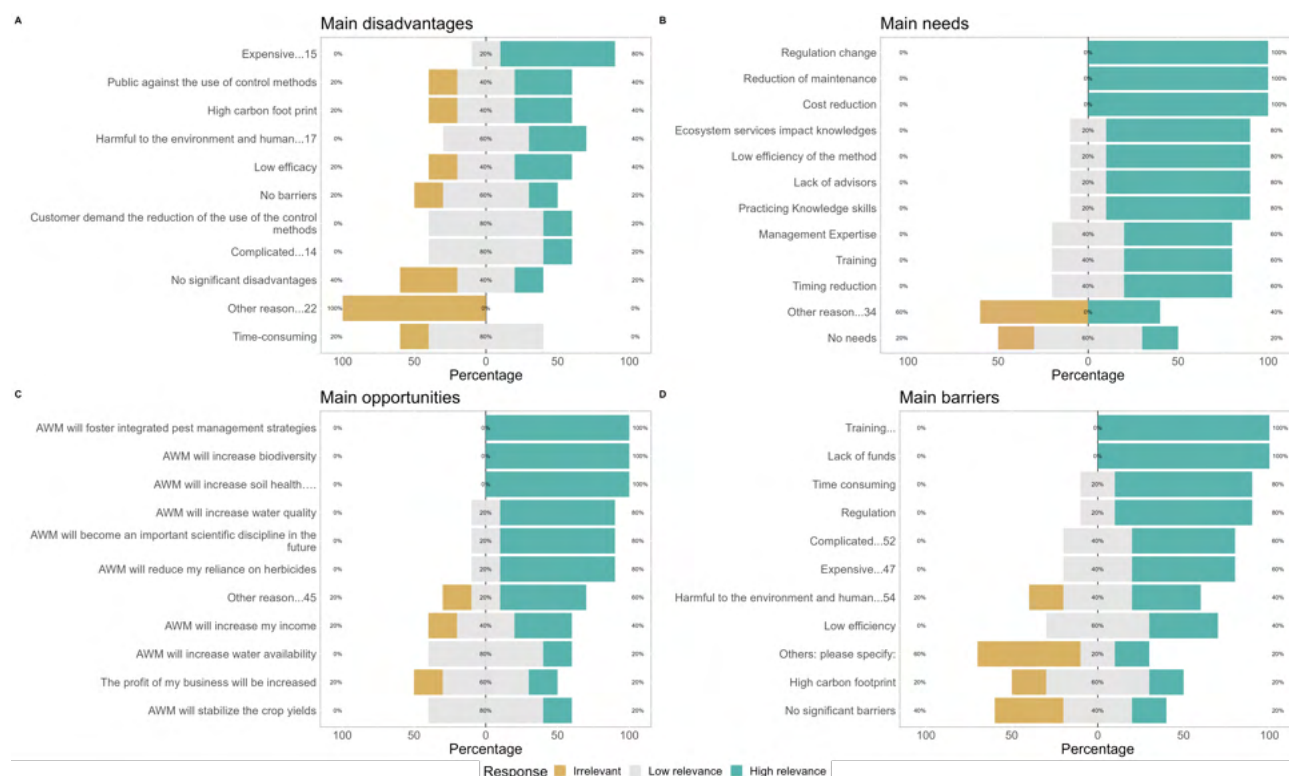 A Main disadvantages
Expensive...15 0% 20% 80%
Public against the use of control methods 20% 40% 40%
High carbon foot print 20% 40% 40%
Harmful to the environment and human...17 0% 60% 40%
Low efficacy 20% 40% 40%
No barriers 20% 60% 20%
Customer demand the reduction of the use of the control
methods 0% 80% 20%
Complicated...14 0% 80% 20%
No significant disadvantages 40% 40% 20%
Other reason...22 100% 0% 0%
Time-consuming 20% 80% 0%
100 50 0 50 100
Percentage
B Main needs
Regulation change 0% 0% 100%
Reduction of maintenance 0% 0% 100%
Cost reduction 0% 0% 100%
Ecosystem services impact knowledges 0% 20% 80%
Low efficiency of the method 0% 20% 80%
Lack of advisors 0% 20% 80%
Practicing Knowledge skills 0% 20% 80%
Management Expertise 0% 40% 60%
Training 0% 40% 60%
Timing reduction 0% 40% 60%
Other reason...34 60% 0% 40%
No needs 20% 60% 20%
100 50 0 50 100
Percentage
C Main opportunities
AWM will foster integrated pest management strategies 0% 0% 100%
AWM will increase biodiversity 0% 0% 100%
AWM will increase soil health.... 0% 0% 100%
AWM will increase water quality 0% 20% 80%
AWM will become an important scientific discipline in the
future 0% 20% 80%
AWM will reduce my reliance on herbicides 0% 20% 80%
Other reason...45 20% 20% 60%
AWM will increase my income 20% 40% 40%
AWM will increase water availability 0% 80% 20%
The profit of my business will be increased 20% 60% 20%
AWM will stabilize the crop yields 0% 80% 20%
100 50 0 50 100
Percentage
D Main barriers
Training... 0% 0% 100%
Lack of funds 0% 0% 100%
Time consuming 0% 20% 80%
Regulation 0% 20% 80%
Complicated...52 0% 40% 60%
Expensive...47 0% 40% 60%
Harmful to the environment and human...54 20% 40% 40%
Low efficiency 0% 60% 40%
Others: please specify: 60% 20% 20%
High carbon footprint 20% 60% 20%
No significant barriers 40% 40% 20%
100 50 0 50 100
Percentage
Response Irrelevant Low relevance High relevance